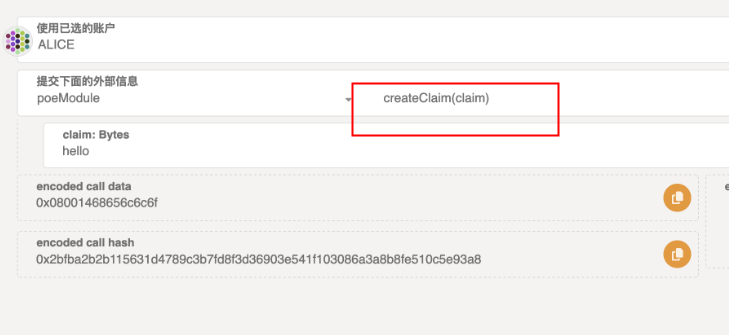 使用已选的账户
ALICE
提交下面的外部信息
poeModule
createClaim(claim)
claim: Bytes
hello
encoded call data
0x08001468656c6c6f
encoded call hash
0x2bfba2b2b115631d4789c3b7fd8f3d36903e541f103086a3a8b8fe510c5e93a8